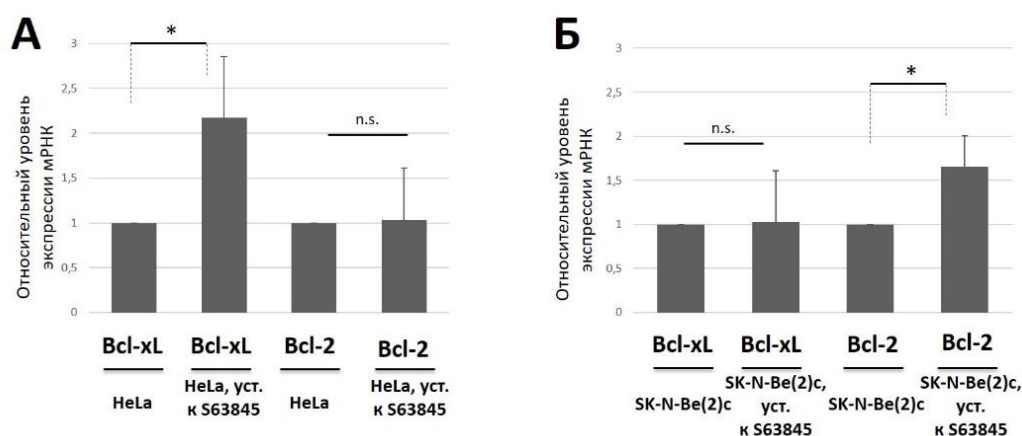 А
Относительный уровень
экспрессии мРНК
3
2,5
2
1,5
1
0,5
0
*
n.s.
Bcl-xL
Bcl-xL
Bcl-2
Bcl-2
HeLa
HeLa, уст.
к S63845
HeLa
HeLa, уст.
к S63845
Б
Относительный уровень
экспрессии мРНК
3
2,5
2
1,5
1
0,5
0
n.s.
*
Bcl-xL
Bcl-xL
Bcl-2
Bcl-2
SK-N-Be(2)c
SK-N-Be(2)c,
уст.
к S63845
SK-N-Be(2)c
SK-N-Be(2)c,
уст.
к S63845